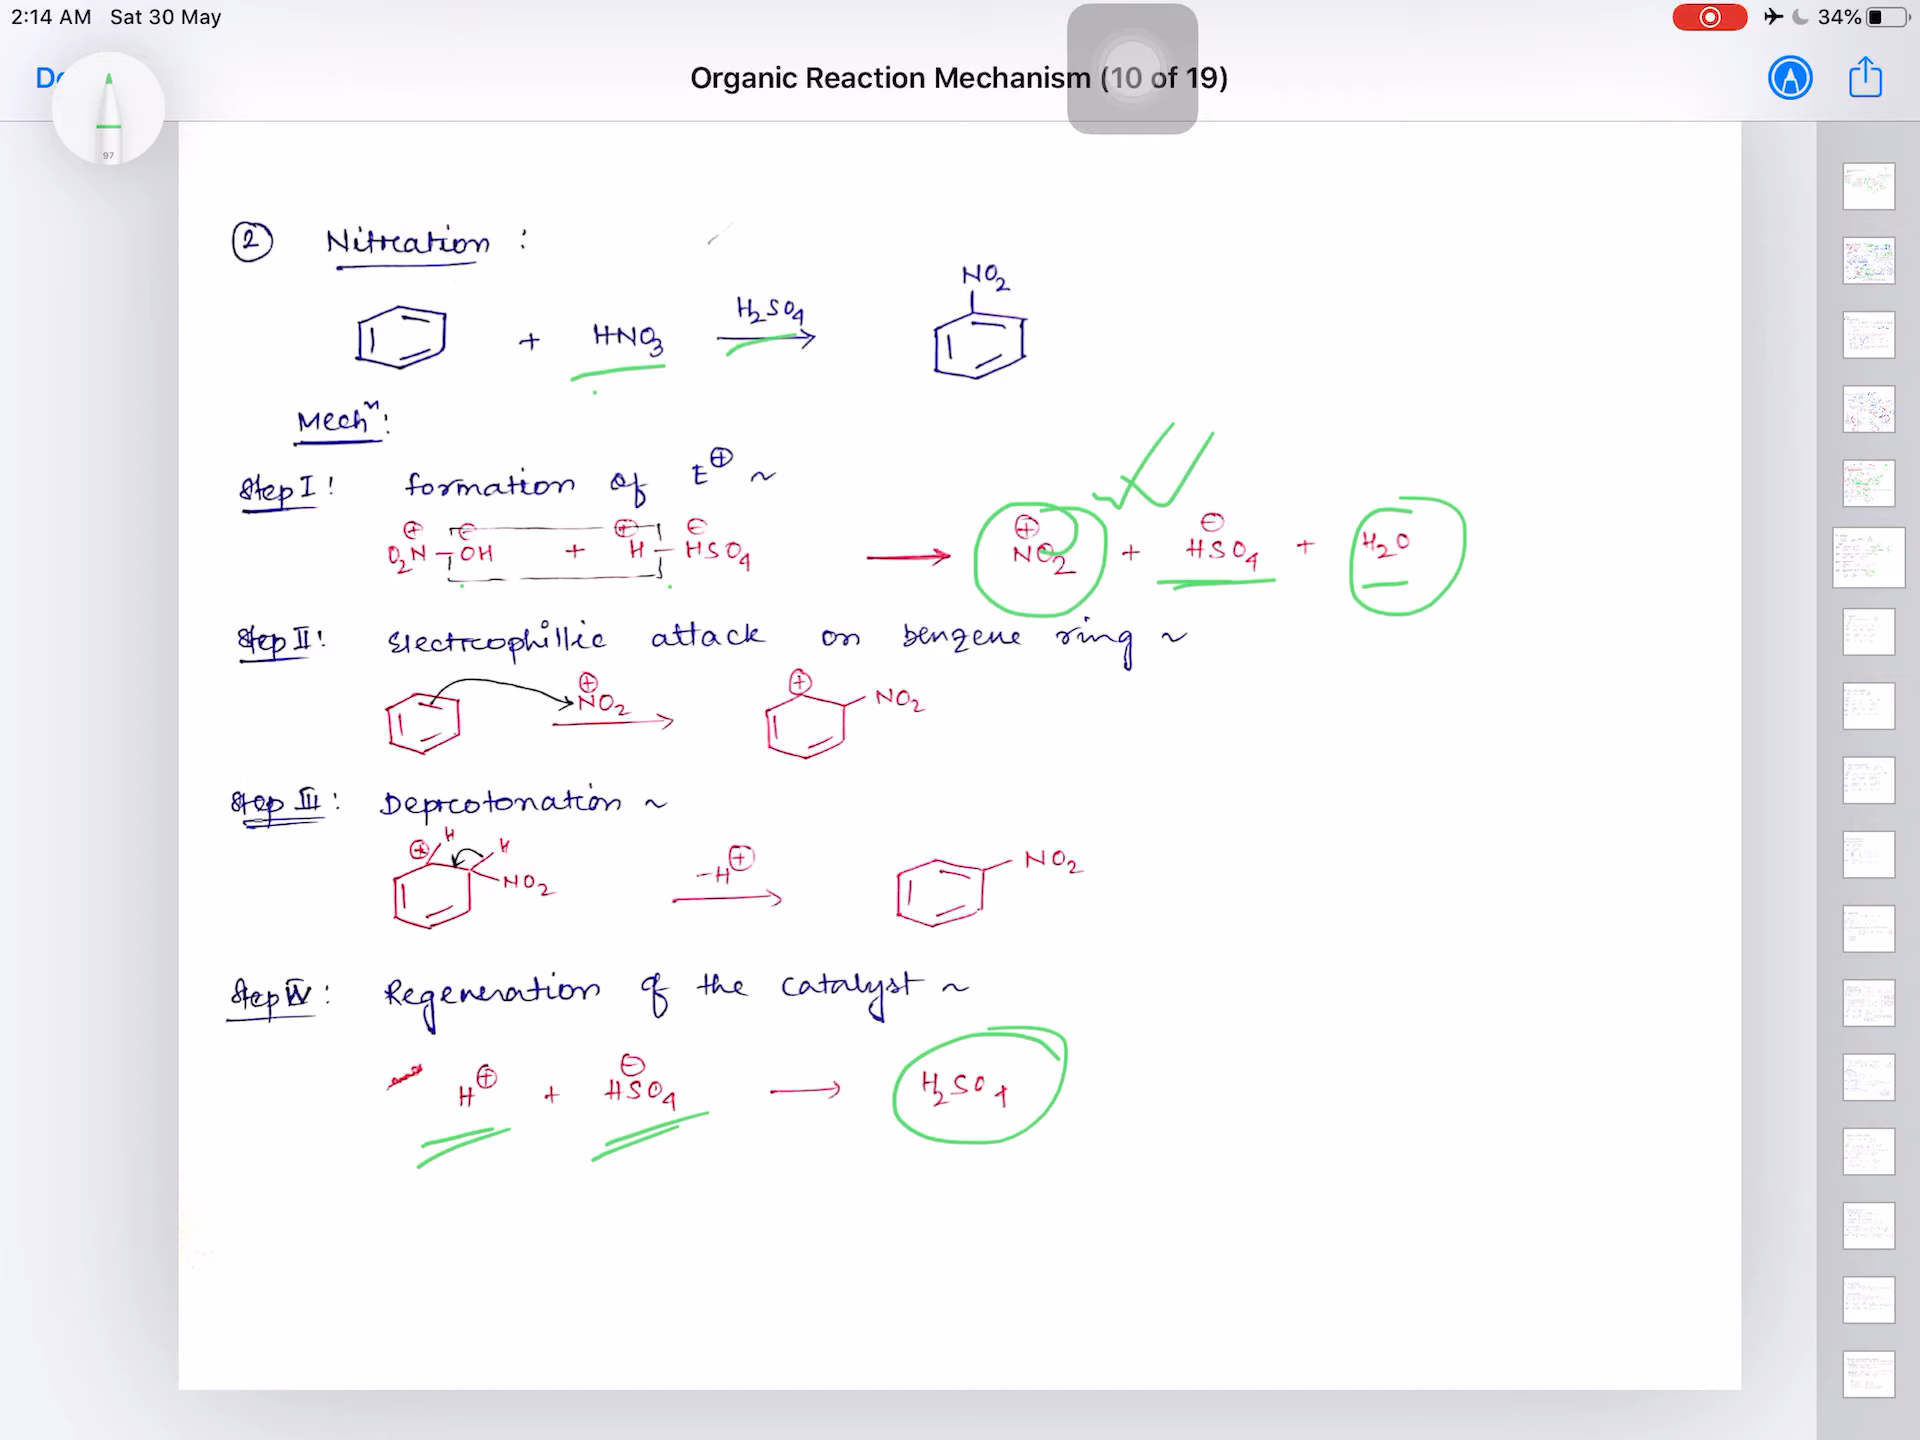 2:14 AM Sat 30 May
34%
Organic Reaction Mechanism (10 of 19)
97
② Nitration :
+ HNO3 H2SO4 NO2
Mechⁿ:
Step I : formation of E⊕ ~
⊕ ⊖ ⊕ ⊖ ⊕ ⊖
O2N – OH + H – HSO4 → NO2 + HSO4 + H2O
Step II : Electrophillic attack on benzene ring ~
⊕ ⊕
NO2 → NO2
Step III : Deprotonation ~
⊕ H H NO2 -H⊕ → NO2
Step IV : Regeneration of the catalyst ~
H⊕ + HSO4⊖ → H2SO4